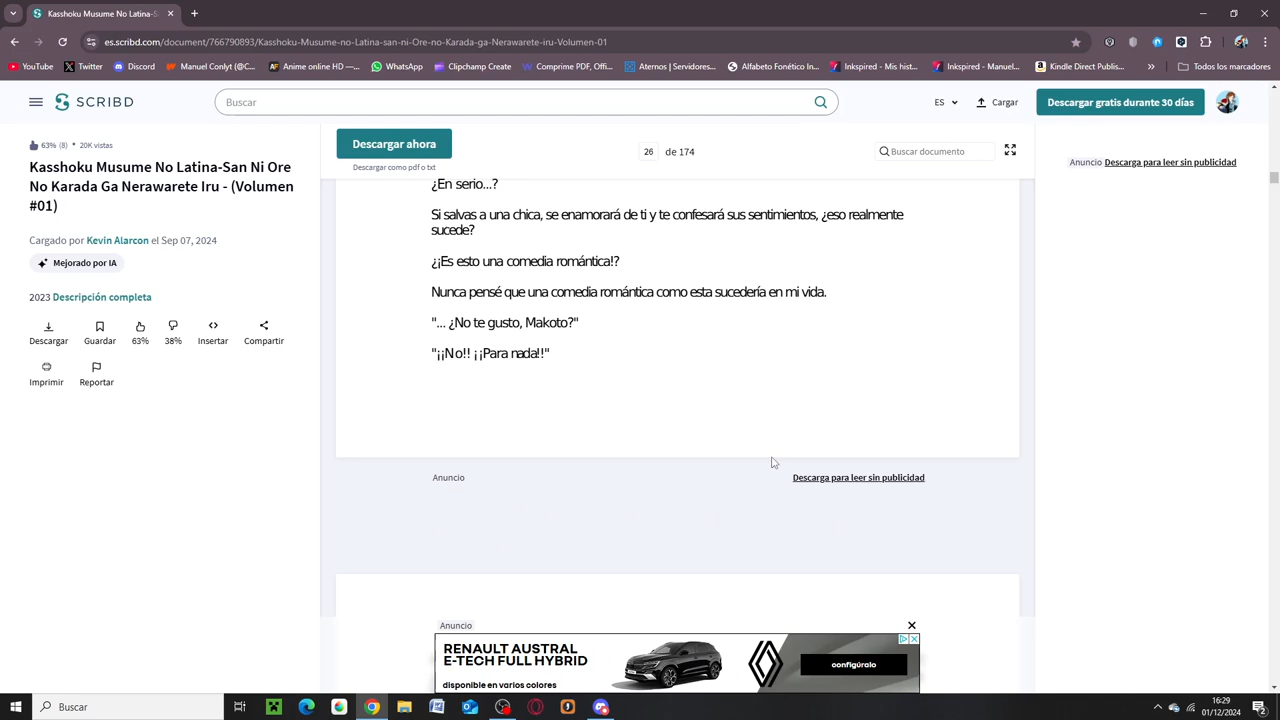 Kasshoku Musume No Latina-S
es.scribd.com/document/766790893/Kasshoku-Musume-no-Latina-san-ni-Ore-no-Karada-ga-Nerawarete-iru-Volumen-01
YouTube
Twitter
Discord
Manuel Conlyt (@C...
Anime online HD —...
WhatsApp
Clipchamp Create
Comprime PDF, Offi...
Aternos | Servidores...
Alfabeto Fonético In...
Inkspired - Mis hist...
Inkspired - Manuel...
Kindle Direct Publis...
Todos los marcadores
SCRIBD
Buscar
ES
Cargar
Descargar gratis durante 30 días
63% (8) • 20K vistas
Kasshoku Musume No Latina-San Ni Ore
No Karada Ga Nerawarete Iru - (Volumen
#01)
Cargado por Kevin Alarcon el Sep 07, 2024
Mejorado por IA
2023 Descripción completa
Descargar
Guardar
63%
38%
Insertar
Compartir
Imprimir
Reportar
Descargar ahora
Descargar como pdf o txt
26 de 174
Buscar documento
Anuncio Descarga para leer sin publicidad
¿En serio...?
Si salvas a una chica, se enamorará de ti y te confesará sus sentimientos, ¿eso realmente
sucede?
¿¡Es esto una comedia romántica!?
Nunca pensé que una comedia romántica como esta sucedería en mi vida.
"... ¿No te gusto, Makoto?"
"¡¡No!! ¡¡Para nada!!"
Anuncio
Descarga para leer sin publicidad
Anuncio
RENAULT AUSTRAL
E-TECH FULL HYBRID
disponible en varios colores
configúralo
Buscar
16:29
01/12/2024